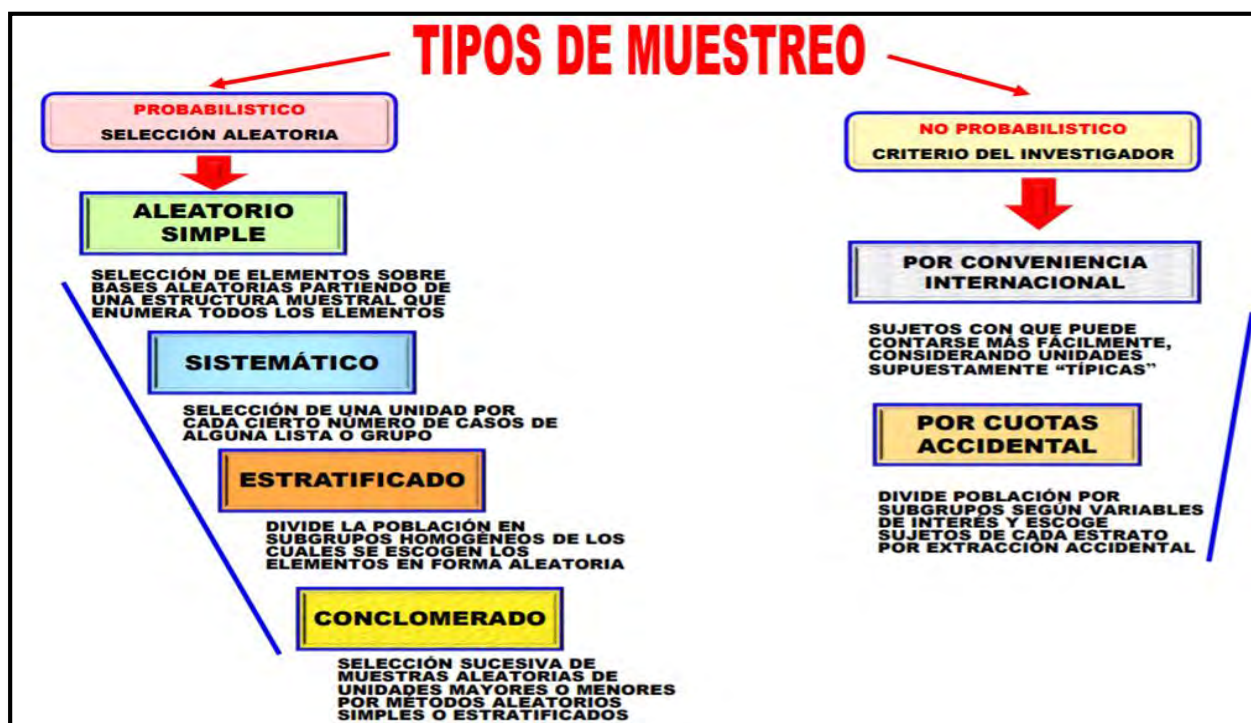 TIPOS DE MUESTREO
PROBABILISTICO
SELECCIÓN ALEATORIA
ALEATORIO
SIMPLE
SELECCIÓN DE ELEMENTOS SOBRE
BASES ALEATORIAS PARTIENDO DE
UNA ESTRUCTURA MUESTRAL QUE
ENUMERA TODOS LOS ELEMENTOS
SISTEMÁTICO
SELECCIÓN DE UNA UNIDAD POR
CADA CIERTO NÚMERO DE CASOS DE
ALGUNA LISTA O GRUPO
ESTRATIFICADO
DIVIDE LA POBLACIÓN EN
SUBGRUPOS HOMOGÉNEOS DE LOS
CUALES SE ESCOGEN LOS
ELEMENTOS EN FORMA ALEATORIA
CONCLOMERADO
SELECCIÓN SUCESIVA DE
MUESTRAS ALEATORIAS DE
UNIDADES MAYORES O MENORES
POR MÉTODOS ALEATORIOS
SIMPLES O ESTRATIFICADOS
NO PROBABILISTICO
CRITERIO DEL INVESTIGADOR
POR CONVENIENCIA
INTERNACIONAL
SUJETOS CON QUE PUEDE
CONTARSE MÁS FÁCILMENTE,
CONSIDERANDO UNIDADES
SUPUESTAMENTE “TÍPICAS”
POR CUOTAS
ACCIDENTAL
DIVIDE POBLACIÓN POR
SUBGRUPOS SEGÚN VARIABLES
DE INTERÉS Y ESCOGE
SUJETOS DE CADA ESTRATO
POR EXTRACCIÓN ACCIDENTAL